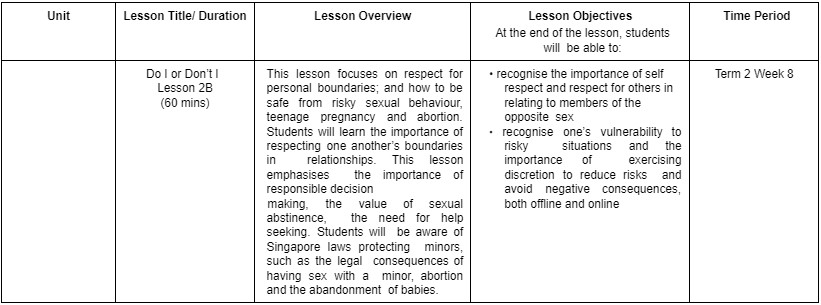 Unit
Lesson Title/ Duration
Lesson Overview
Lesson Objectives
At the end of the lesson, students
will be able to:
Time Period
Do I or Don't I
Lesson 2B
(60 mins)
This lesson focuses on respect for
personal boundaries; and how to be
safe from risky sexual behaviour,
teenage pregnancy and abortion.
Students will learn the importance of
respecting one another's boundaries
in relationships. This lesson
emphasises the importance of
responsible decision
making, the value of sexual
abstinence, the need for help
seeking. Students will be aware of
Singapore laws protecting minors,
such as the legal consequences of
having sex with a minor, abortion
and the abandonment of babies.
• recognise the importance of self
respect and respect for others in
relating to members of the
opposite sex
• recognise one's vulnerability to
risky situations and the
importance of exercising
discretion to reduce risks and
avoid negative consequences,
both offline and online
Term 2 Week 8